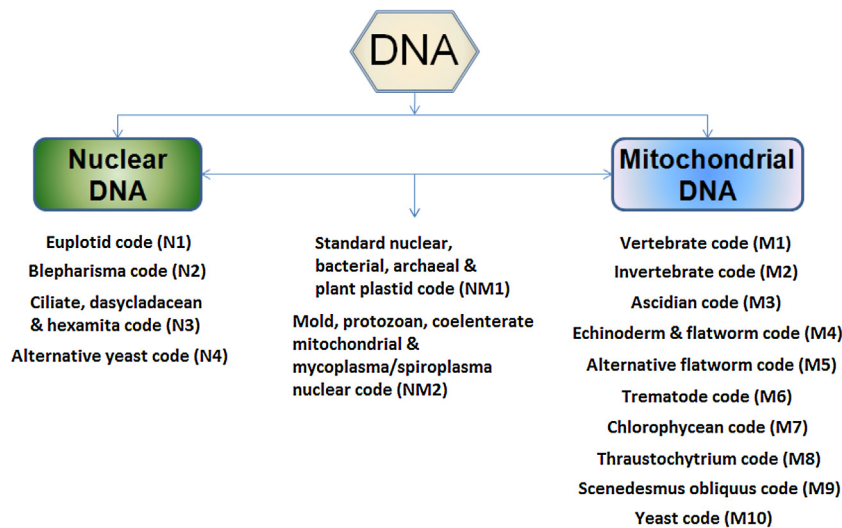 DNA
Nuclear
DNA
Mitochondrial
DNA
Euplotid code (N1)
Blepharisma code (N2)
Ciliate, dasycladacean
& hexamita code (N3)
Alternative yeast code (N4)
Standard nuclear,
bacterial, archaeal &
plant plastid code (NM1)
Mold, protozoan, coelenterate
mitochondrial &
mycoplasma/spiroplasma
nuclear code (NM2)
Vertebrate code (M1)
Invertebrate code (M2)
Ascidian code (M3)
Echinoderm & flatworm code (M4)
Alternative flatworm code (M5)
Trematode code (M6)
Chlorophycean code (M7)
Thraustochytrium code (M8)
Scenedesmus obliquus code (M9)
Yeast code (M10)